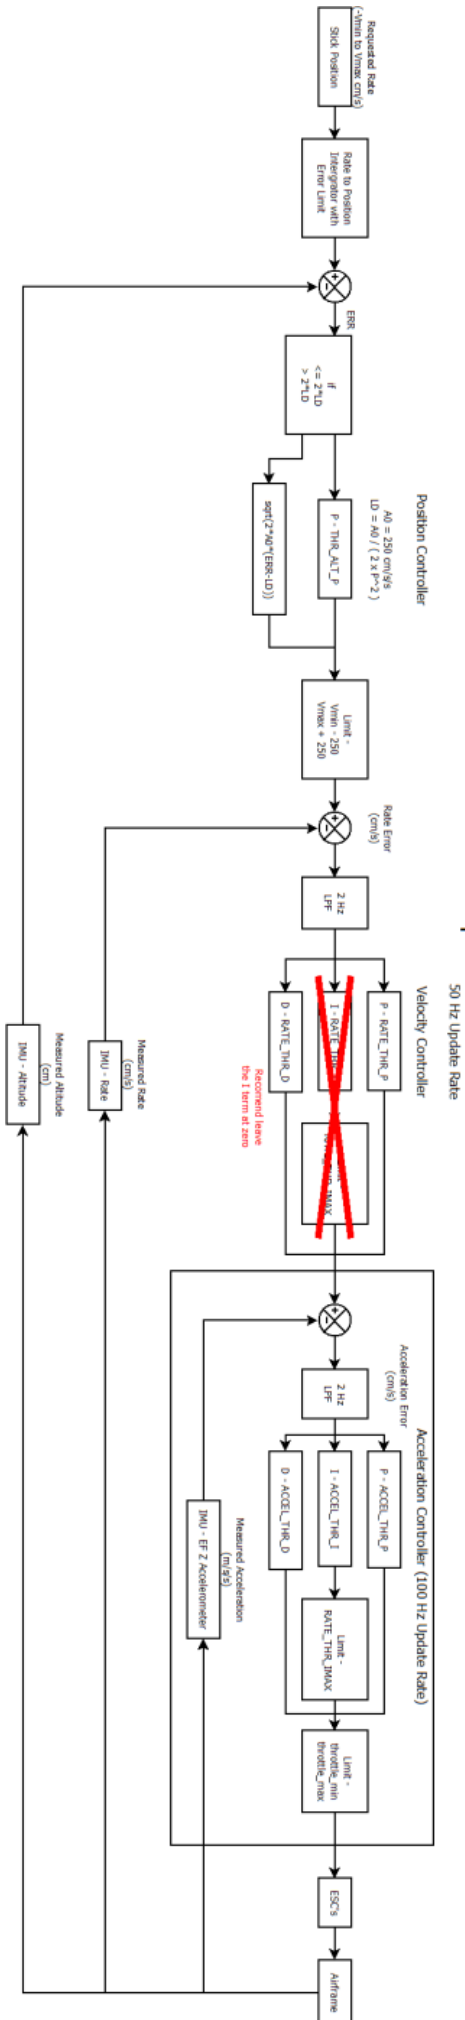 50 Hz Update Rate
Position Controller
Velocity Controller
Acceleration Controller (100 Hz Update Rate)
Requested Rate
(-Vmin to Vmax cm/s)
Stick Position
Rate to Position
Intergrator with
Error Limit
+
-
ERR
if
<= 2*LD
> 2*LD
A0 = 250 cm/s/s
LD = A0 / ( 2 x P^2 )
P - THR_ALT_P
sqrt(2*A0*(ERR-LD))
Limit -
Vmin - 250
Vmax + 250
Rate Error
(cm/s)
+
-
2 Hz
LPF
P - RATE_THR_P
I - RATE_THR
IMAX
D - RATE_THR_D
Recomend leave
the I term at zero
Acceleration Error
(cm/s)
+
-
2 Hz
LPF
P - ACCEL_THR_P
I - ACCEL_THR_I
D - ACCEL_THR_D
Limit -
RATE_THR_IMAX
Limit -
throttle_min
throttle_max
ESC's
Airframe
Measured Acceleration
(m/s/s)
IMU - EF Z Accelerometer
Measured Rate
(cm/s)
IMU - Rate
Measured Altitude
(cm)
IMU - Altitude